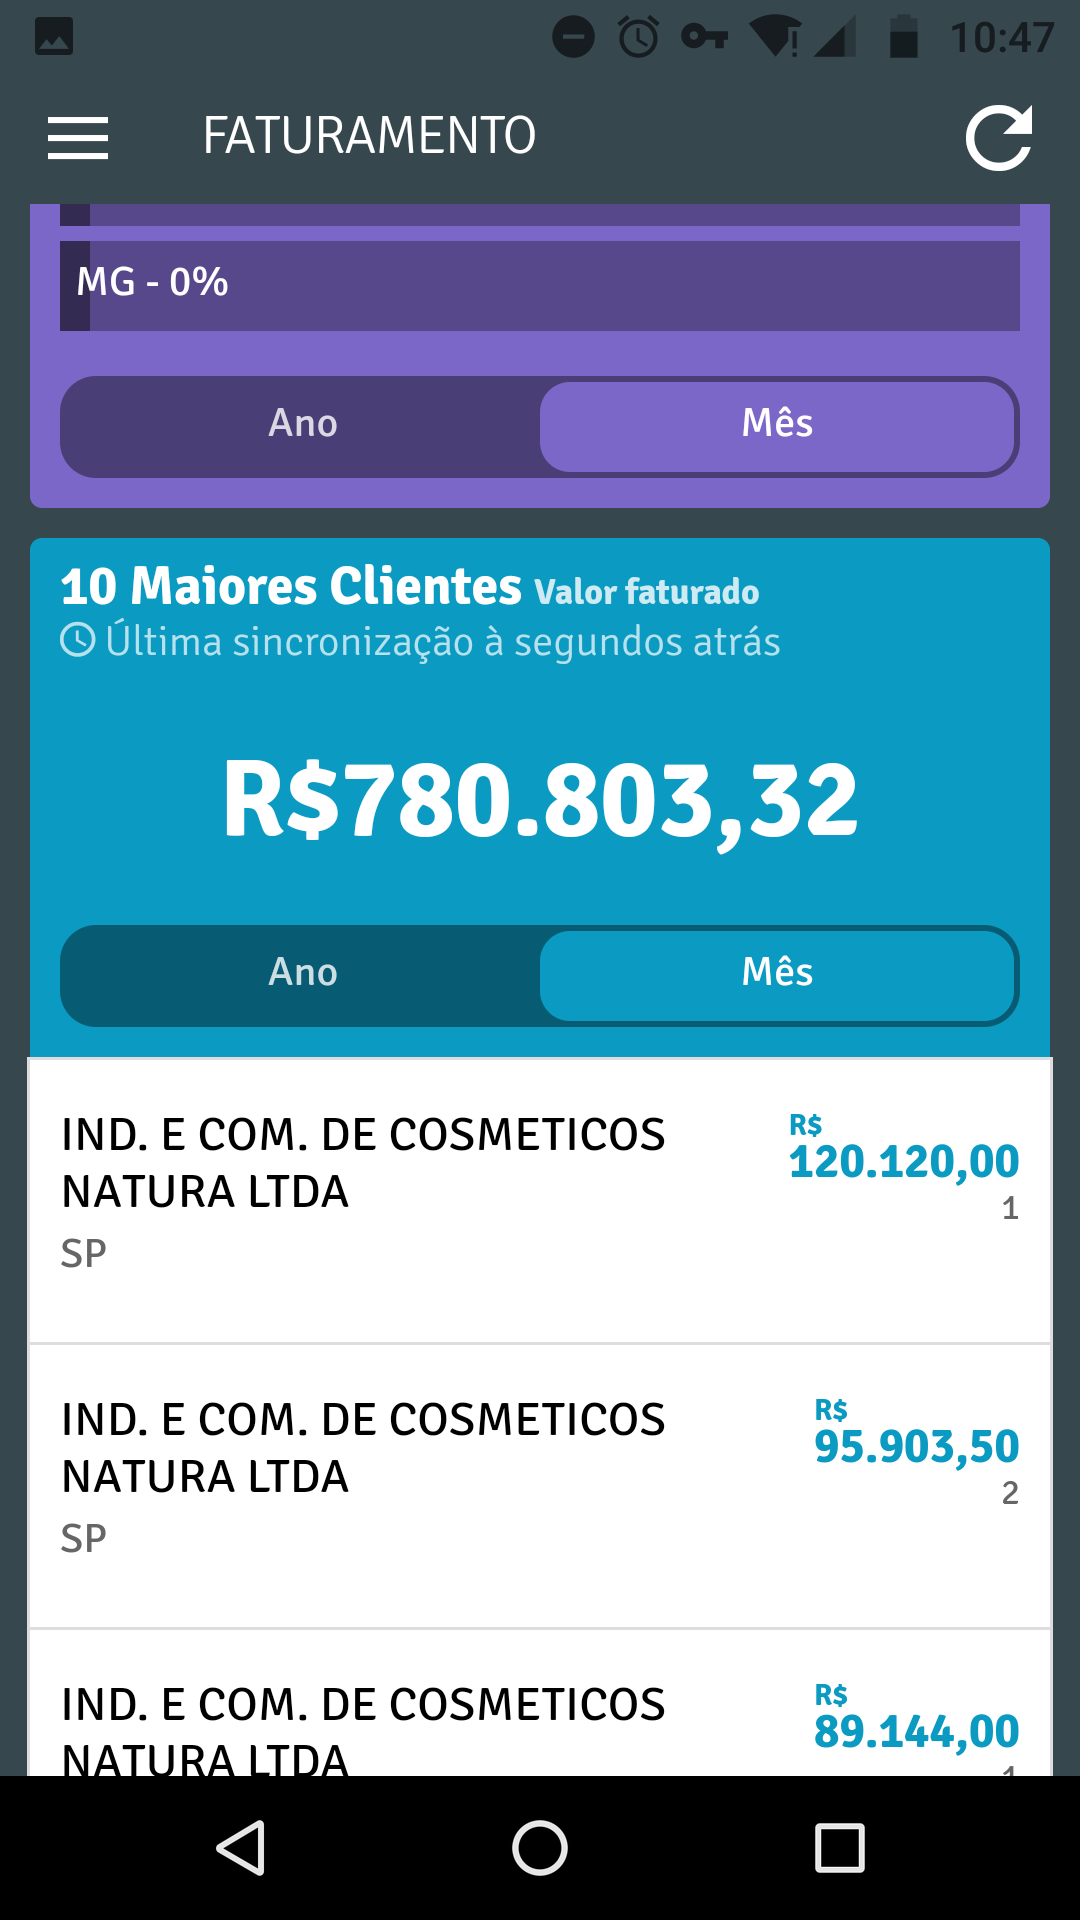 10:47
FATURAMENTO
MG - 0%
Ano Mês
10 Maiores Clientes Valor faturado
Última sincronização à segundos atrás
R$780.803,32
Ano Mês
IND. E COM. DE COSMETICOS
NATURA LTDA
SP
R$
120.120,00
1
IND. E COM. DE COSMETICOS
NATURA LTDA
SP
R$
95.903,50
2
IND. E COM. DE COSMETICOS
NATURA LTDA
R$
89.144,00
1